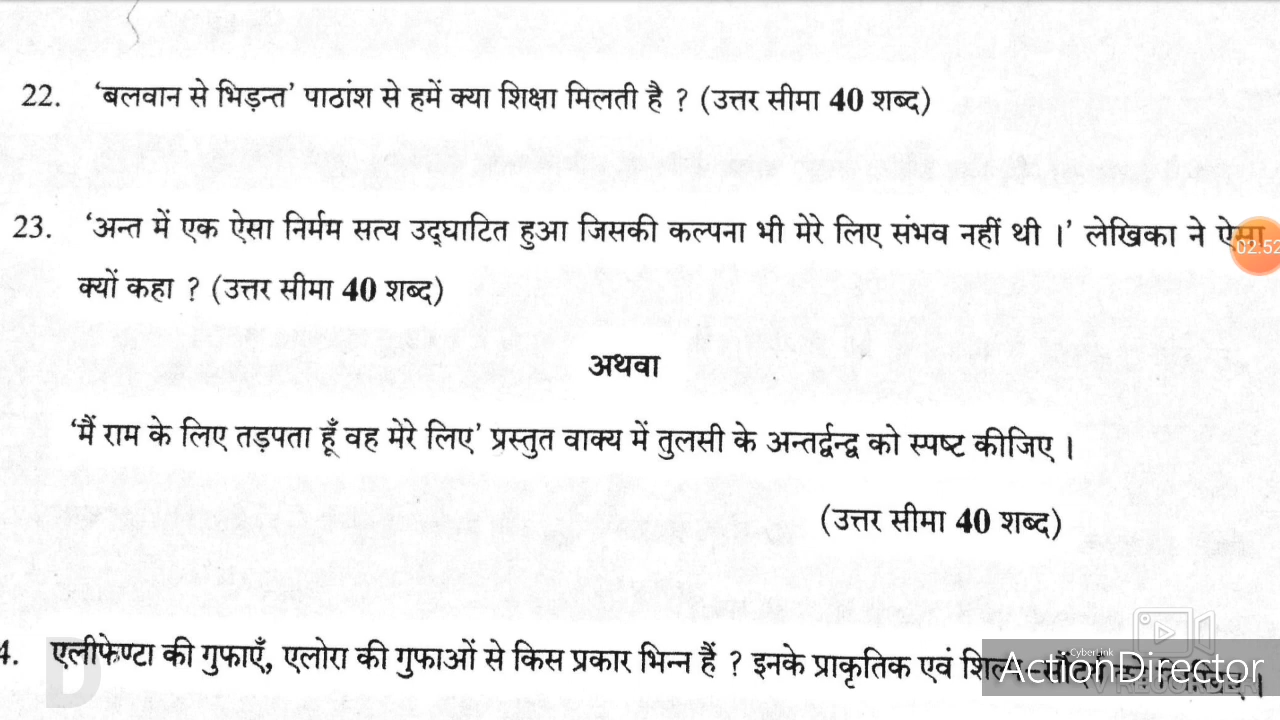 22. 'बलवान से भिड़न्त' पाठांश से हमें क्या शिक्षा मिलती है ? (उत्तर सीमा 40 शब्द)
23. 'अन्त में एक ऐसा निर्मम सत्य उद्घाटित हुआ जिसकी कल्पना भी मेरे लिए संभव नहीं थी ।' लेखिका ने ऐसा
02:52
क्यों कहा ? (उत्तर सीमा 40 शब्द)
अथवा
'मैं राम के लिए तड़पता हूँ वह मेरे लिए' प्रस्तुत वाक्य में तुलसी के अन्तर्द्वन्द्व को स्पष्ट कीजिए ।
(उत्तर सीमा 40 शब्द)
4. एलीफेण्टा की गुफाएँ, एलोरा की गुफाओं से किस प्रकार भिन्न हैं ? इनके प्राकृतिक एवं
CyberLink
ActionDirector